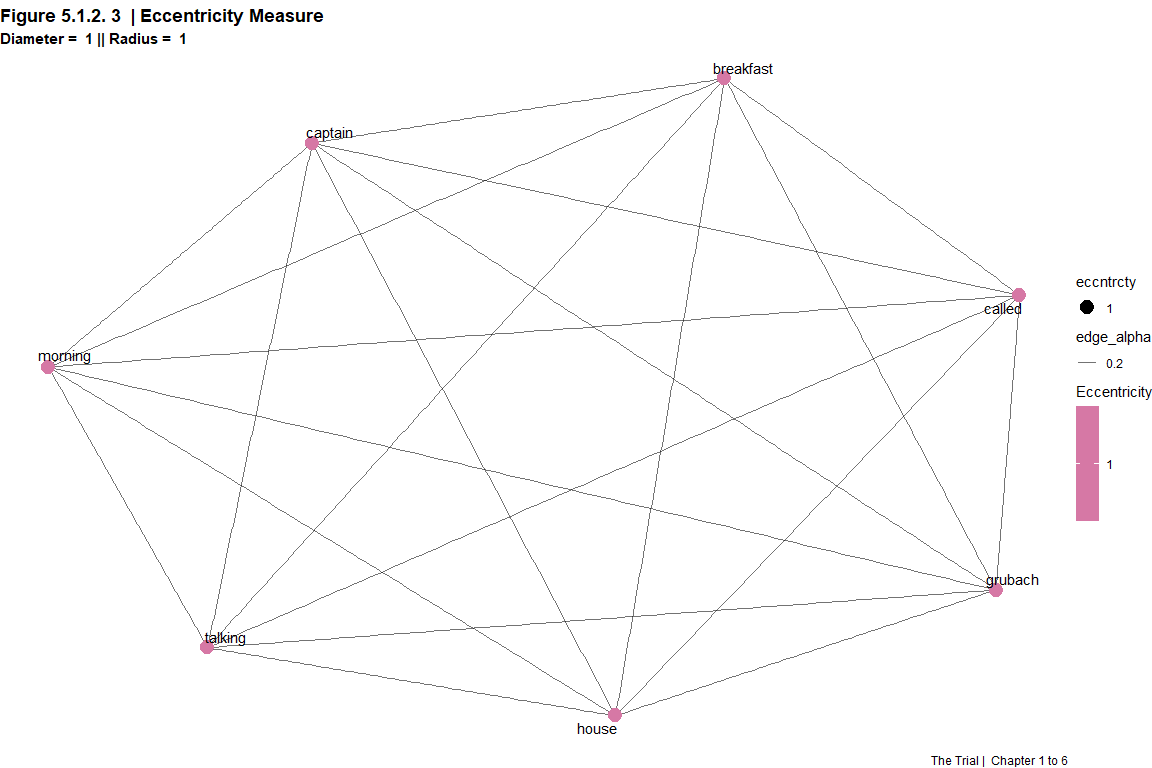 Figure 5.1.2. 3 | Eccentricity Measure
Diameter = 1 || Radius = 1
breakfast
captain
called
morning
grubach
talking
house
eccntrcty
1
edge_alpha
0.2
Eccentricity
1
The Trial | Chapter 1 to 6